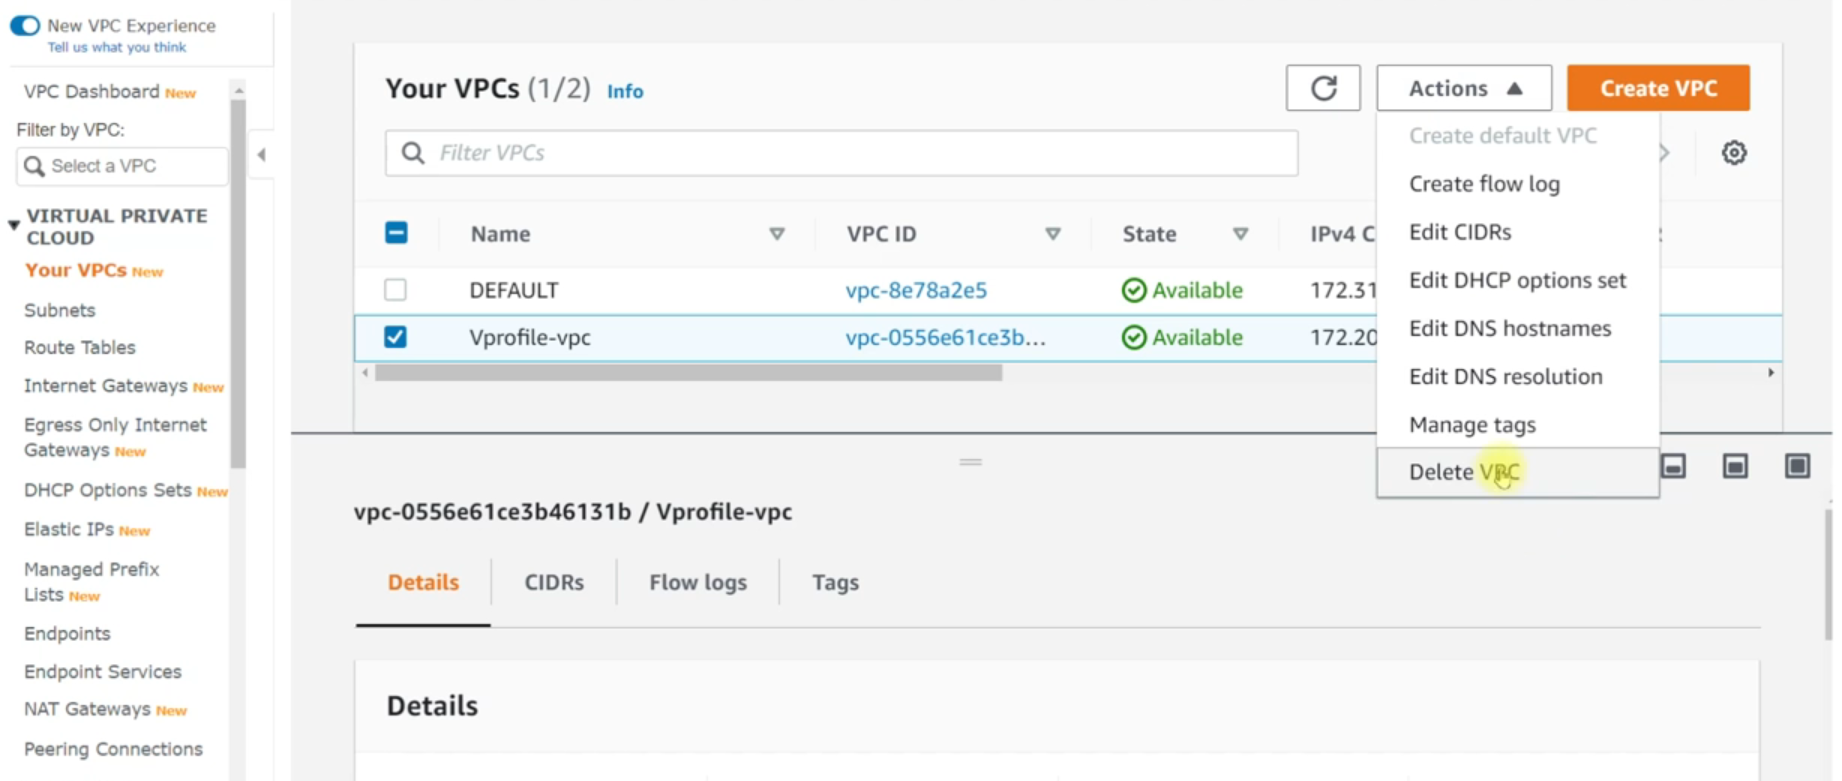 New VPC Experience
Tell us what you think
VPC Dashboard New
Filter by VPC:
Select a VPC
VIRTUAL PRIVATE
CLOUD
Your VPCs New
Subnets
Route Tables
Internet Gateways New
Egress Only Internet
Gateways New
DHCP Options Sets New
Elastic IPs New
Managed Prefix
Lists New
Endpoints
Endpoint Services
NAT Gateways New
Peering Connections
Your VPCs (1/2) Info
Actions
Create VPC
Filter VPCs
Create default VPC
Create flow log
Edit CIDRs
Edit DHCP options set
Edit DNS hostnames
Edit DNS resolution
Manage tags
Delete VPC
Name VPC ID State IPv4 C
DEFAULT vpc-8e78a2e5 Available 172.31
Vprofile-vpc vpc-0556e61ce3b... Available 172.20
vpc-0556e61ce3b46131b / Vprofile-vpc
Details CIDRs Flow logs Tags
Details